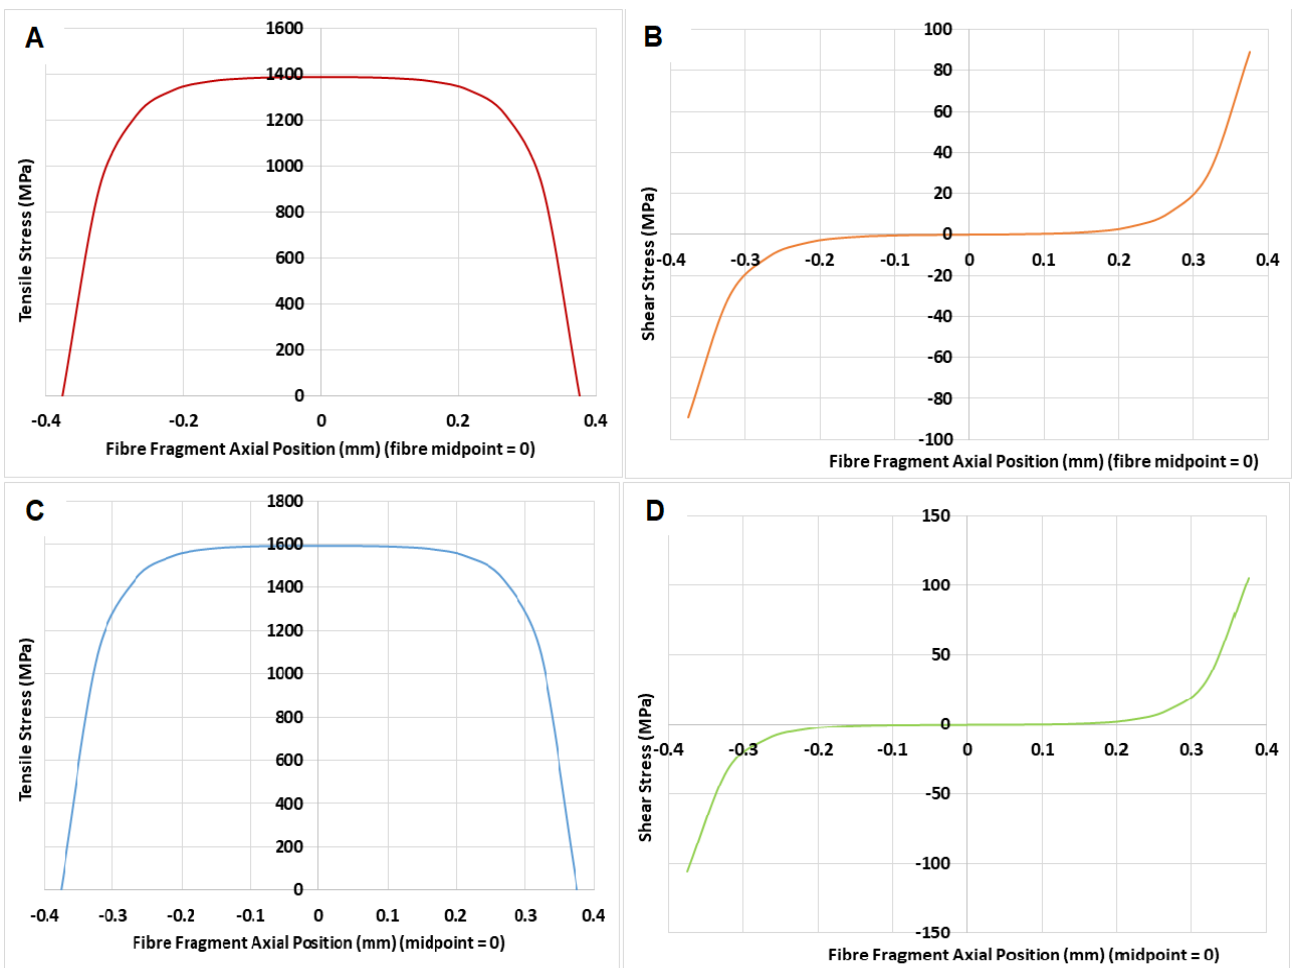 A
1600
1400
1200
1000
800
600
400
200
0
-0.4 -0.2 0 0.2 0.4
Tensile Stress (MPa)
Fibre Fragment Axial Position (mm) (fibre midpoint = 0)
B
100
80
60
40
20
0
-0.4 -0.3 -0.2 -0.1 0 0.1 0.2 0.3 0.4
-20
-40
-60
-80
-100
Shear Stress (MPa)
Fibre Fragment Axial Position (mm) (fibre midpoint = 0)
C
1800
1600
1400
1200
1000
800
600
400
200
0
-0.4 -0.3 -0.2 -0.1 0 0.1 0.2 0.3 0.4
Tensile Stress (MPa)
Fibre Fragment Axial Position (mm) (midpoint = 0)
D
150
100
50
0
-0.4 -0.3 -0.2 -0.1 0 0.1 0.2 0.3 0.4
-50
-100
-150
Shear Stress (MPa)
Fibre Fragment Axial Position (mm) (midpoint = 0)